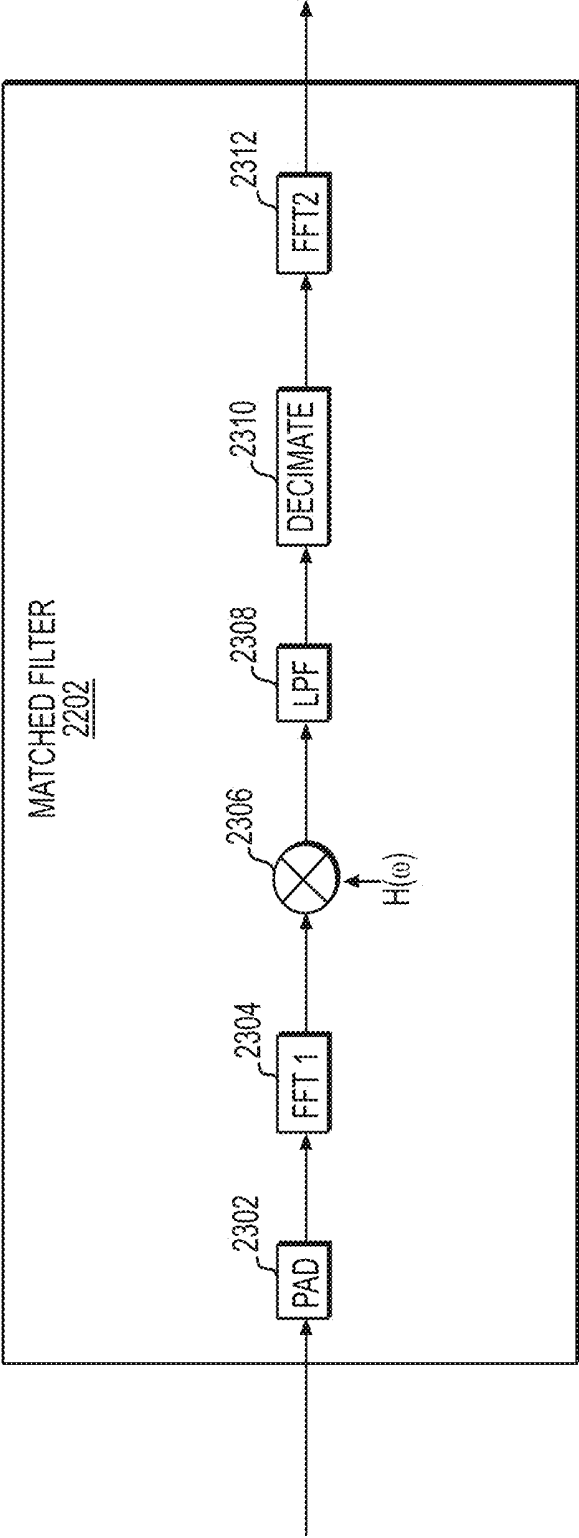 MATCHED FILTER
2202
2302
PAD
2304
FFT 1
2306
H(ω)
2308
LPF
2310
DECIMATE
2312
FFT2